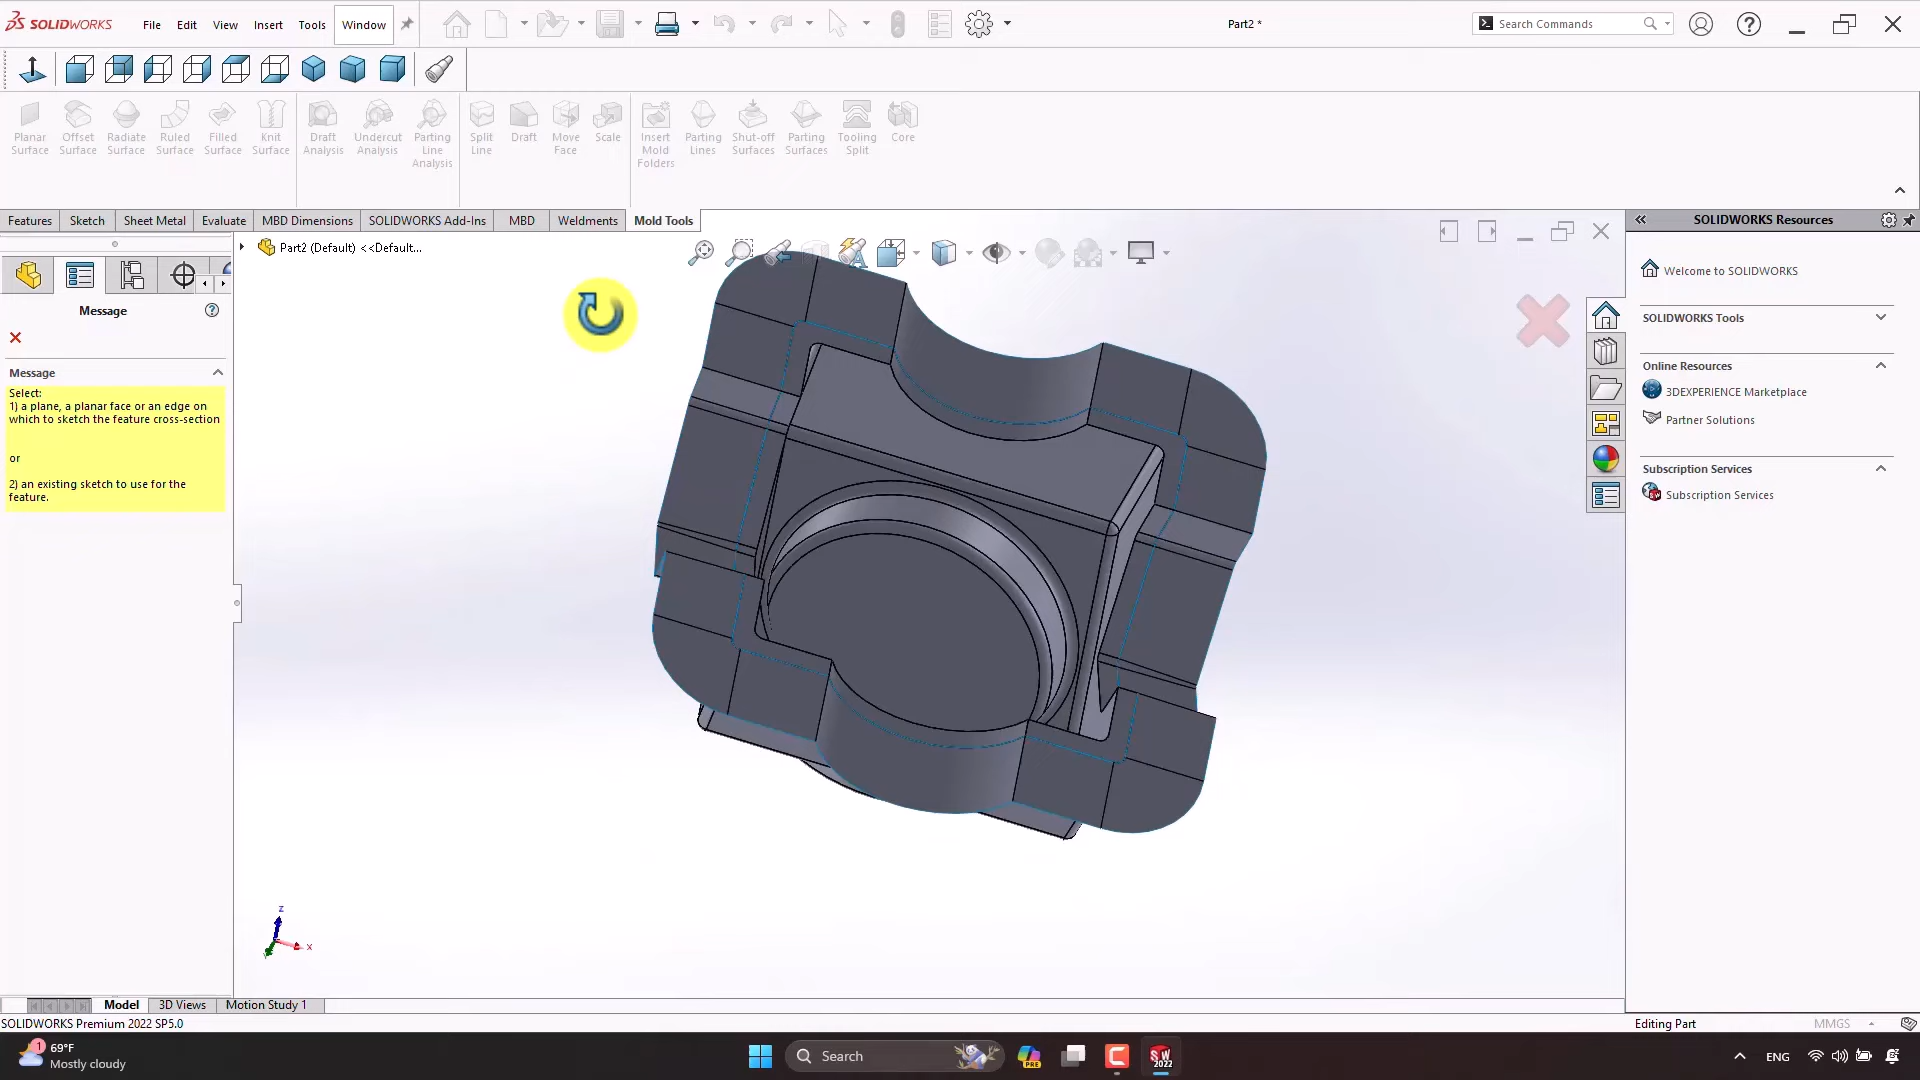 SOLIDWORKS
File
Edit
View
Insert
Tools
Window
Part2 *
Search Commands
Planar Surface
Offset Surface
Radiate Surface
Ruled Surface
Filled Surface
Knit Surface
Draft Analysis
Undercut Analysis
Parting Line Analysis
Split Line
Draft
Move Face
Scale
Insert Mold Folders
Parting Lines
Shut-off Surfaces
Parting Surfaces
Tooling Split
Core
Features
Sketch
Sheet Metal
Evaluate
MBD Dimensions
SOLIDWORKS Add-Ins
MBD
Weldments
Mold Tools
SOLIDWORKS Resources
Part2 (Default) <<Default...
Message
Message
Select:
1) a plane, a planar face or an edge on
which to sketch the feature cross-section
or
2) an existing sketch to use for the
feature.
Welcome to SOLIDWORKS
SOLIDWORKS Tools
Online Resources
3DEXPERIENCE Marketplace
Partner Solutions
Subscription Services
Subscription Services
z
x
Model
3D Views
Motion Study 1
SOLIDWORKS Premium 2022 SP5.0
Editing Part
MMGS
1
69°F
Mostly cloudy
Search
PRE
SW
2022
ENG